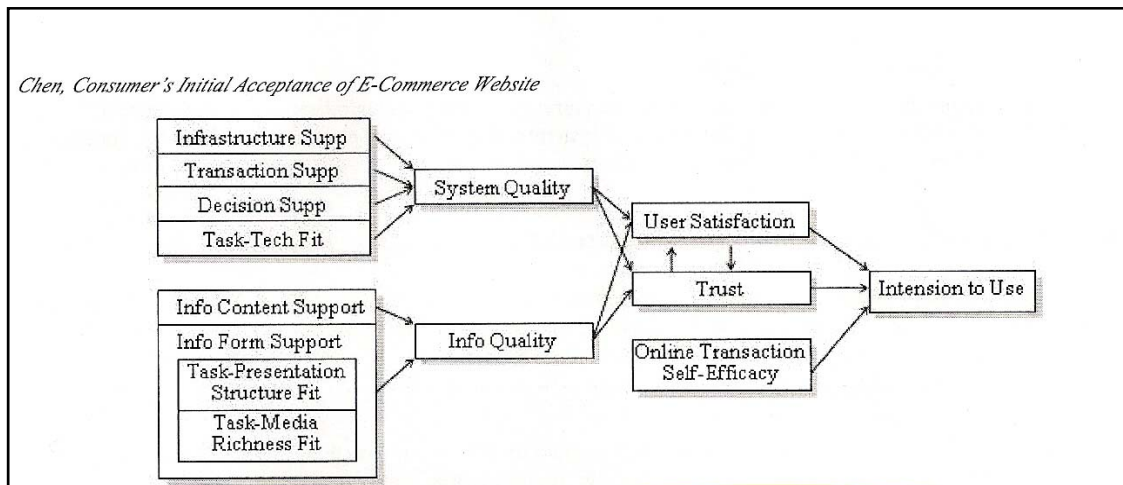 Chen, Consumer's Initial Acceptance of E-Commerce Website
Infrastructure Supp
Transaction Supp
Decision Supp
Task-Tech Fit
System Quality
User Satisfaction
Trust
Intension to Use
Info Content Support
Info Form Support
Task-Presentation
Structure Fit
Task-Media
Richness Fit
Info Quality
Online Transaction
Self-Efficacy